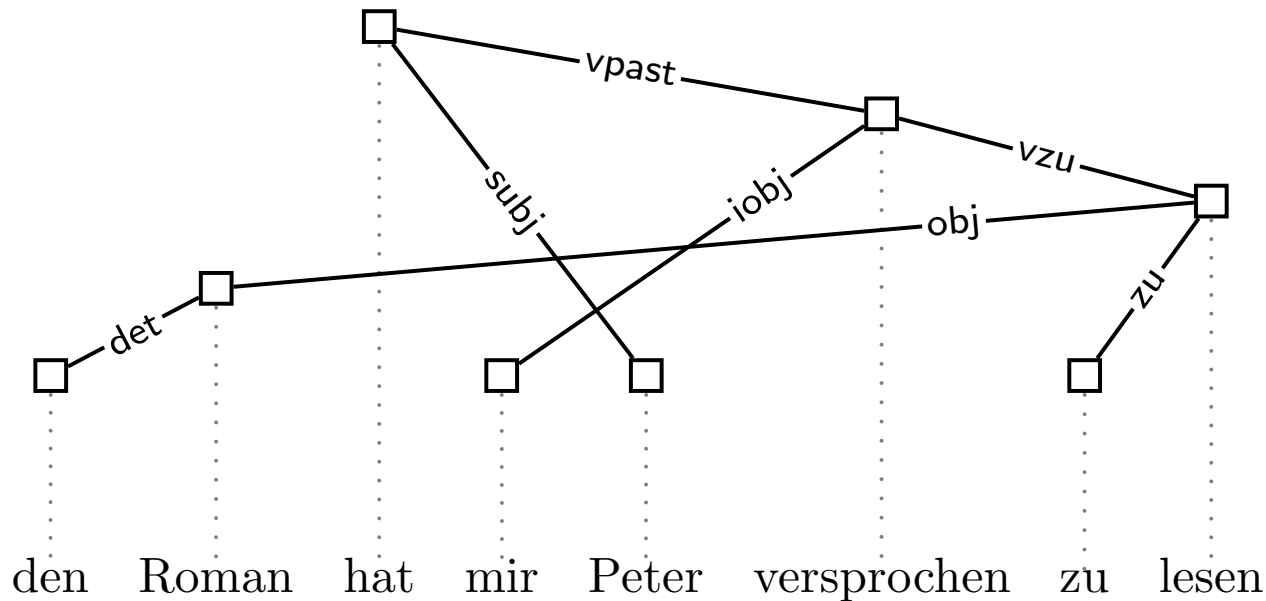 vpast
vzu
subj
iobj
obj
det
zu
den Roman hat mir Peter versprochen zu lesen